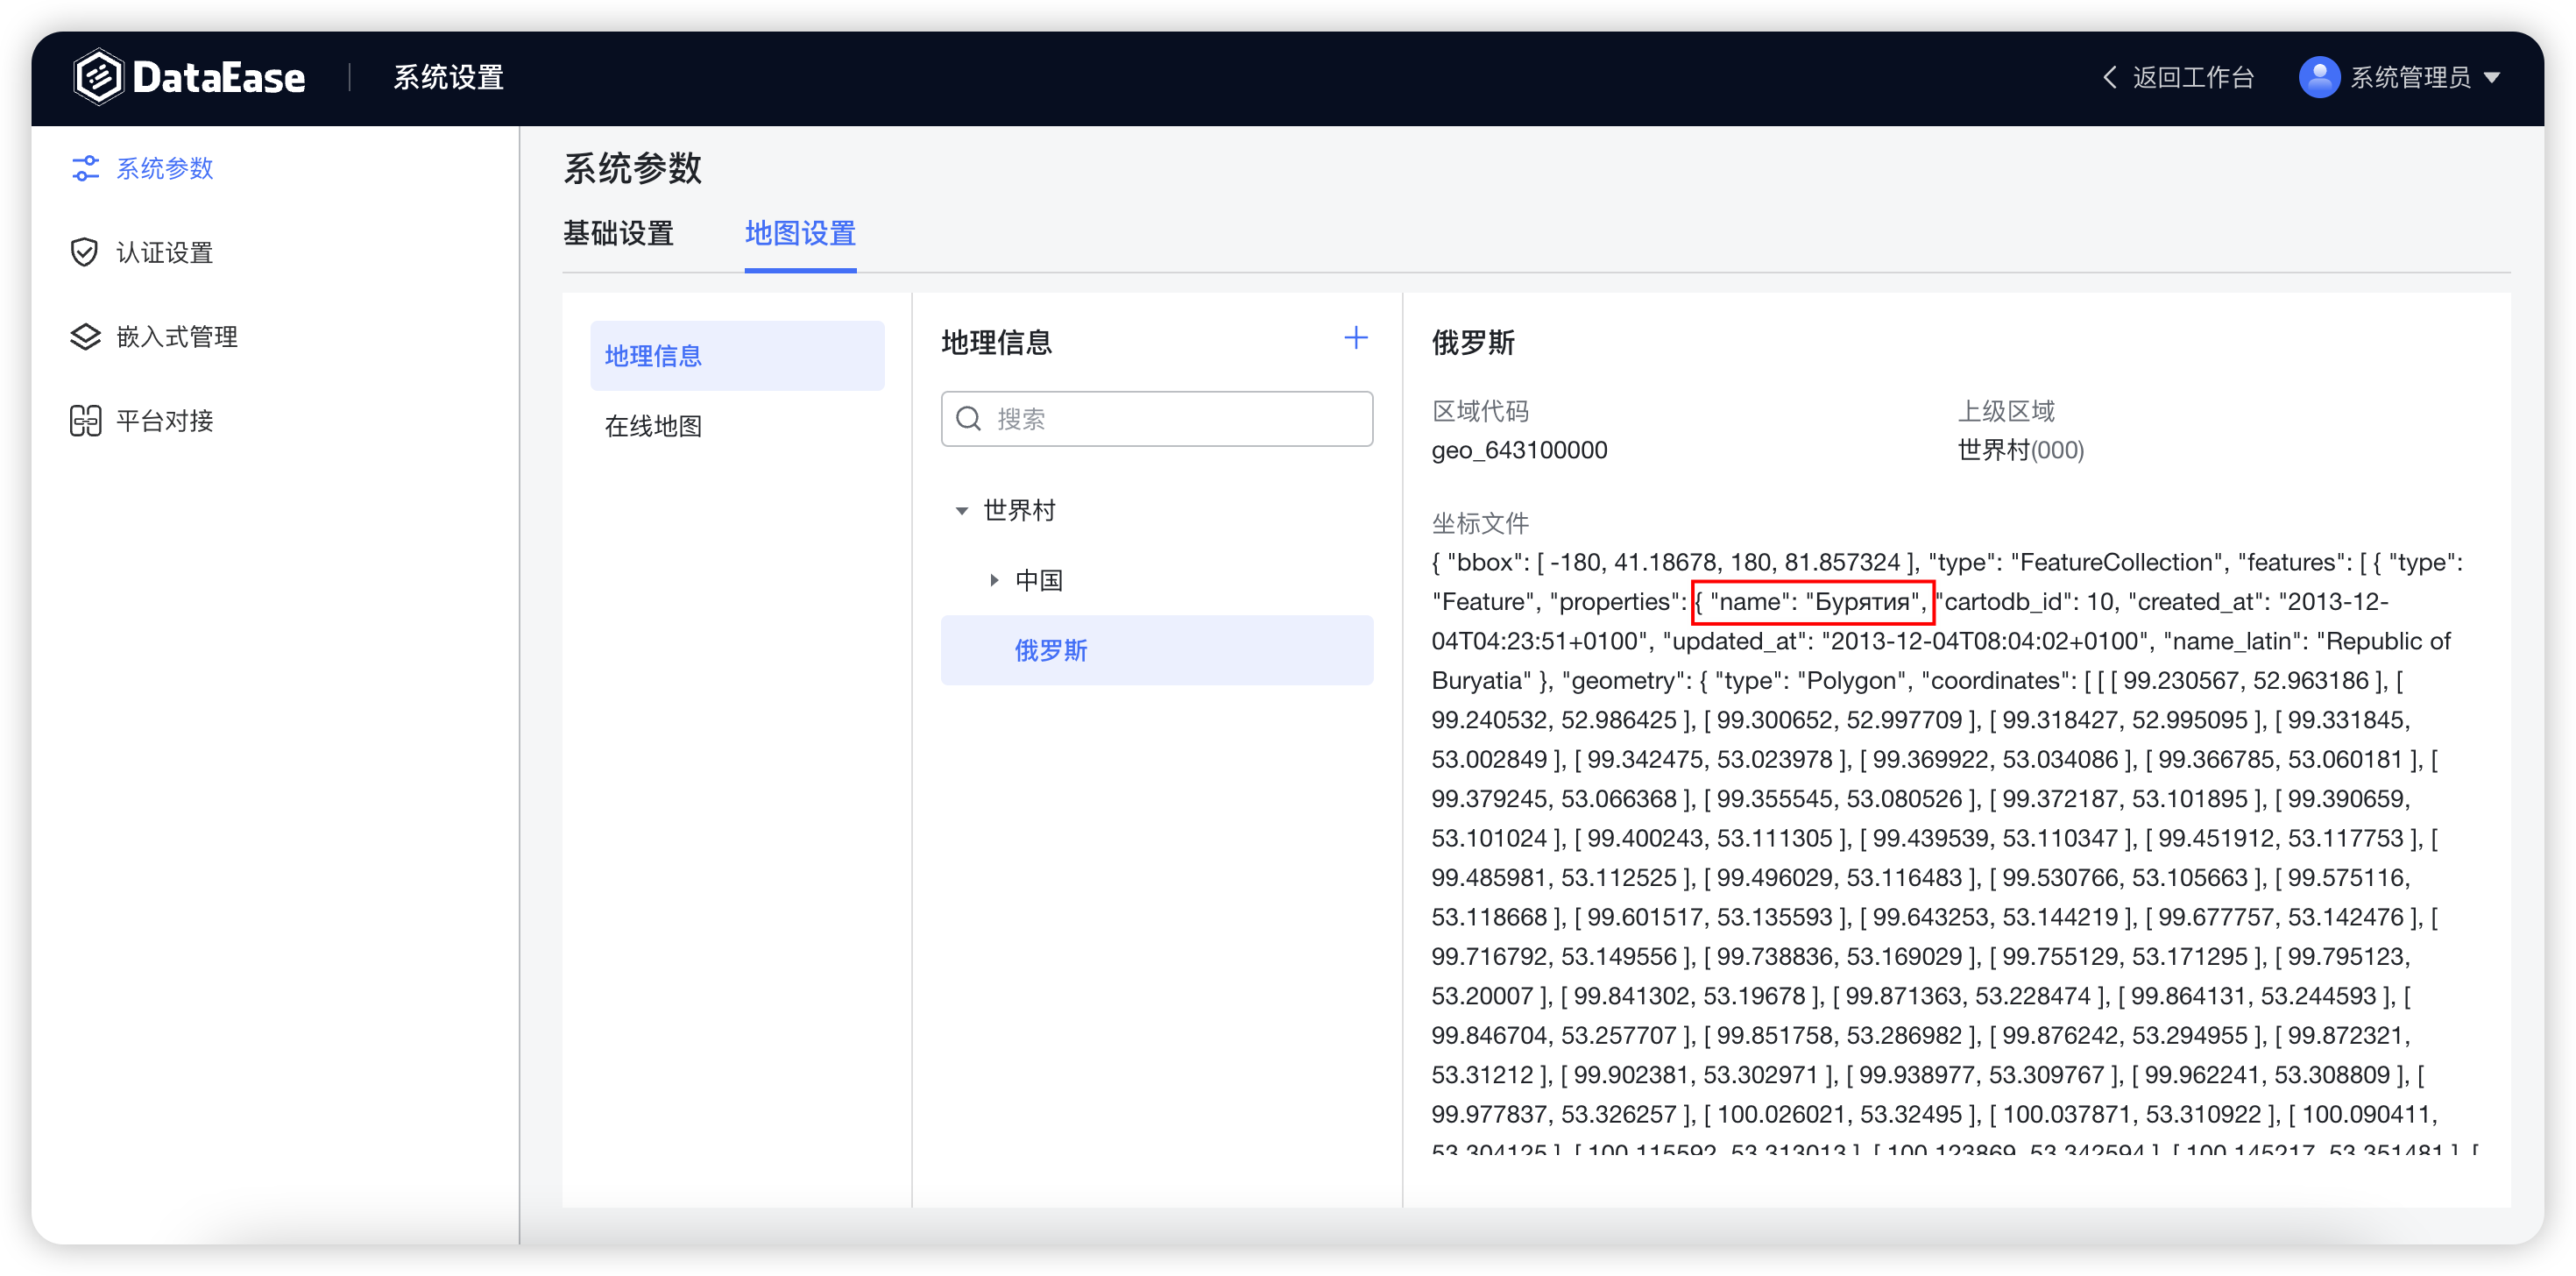 DataEase
系统设置
返回工作台
系统管理员
系统参数
认证设置
嵌入式管理
平台对接
系统参数
基础设置
地图设置
地理信息
在线地图
地理信息
搜索
世界村
中国
俄罗斯
俄罗斯
区域代码
geo_643100000
上级区域
世界村(000)
坐标文件
{ "bbox": [ -180, 41.18678, 180, 81.857324 ], "type": "FeatureCollection", "features": [ { "type":
"Feature", "properties": { "name": "Бурятия", "cartodb_id": 10, "created_at": "2013-12-
04T04:23:51+0100", "updated_at": "2013-12-04T08:04:02+0100", "name_latin": "Republic of
Buryatia" }, "geometry": { "type": "Polygon", "coordinates": [ [ [ 99.230567, 52.963186 ], [
99.240532, 52.986425 ], [ 99.300652, 52.997709 ], [ 99.318427, 52.995095 ], [ 99.331845,
53.002849 ], [ 99.342475, 53.023978 ], [ 99.369922, 53.034086 ], [ 99.366785, 53.060181 ], [
99.379245, 53.066368 ], [ 99.355545, 53.080526 ], [ 99.372187, 53.101895 ], [ 99.390659,
53.101024 ], [ 99.400243, 53.111305 ], [ 99.439539, 53.110347 ], [ 99.451912, 53.117753 ], [
99.485981, 53.112525 ], [ 99.496029, 53.116483 ], [ 99.530766, 53.105663 ], [ 99.575116,
53.118668 ], [ 99.601517, 53.135593 ], [ 99.643253, 53.144219 ], [ 99.677757, 53.142476 ], [
99.716792, 53.149556 ], [ 99.738836, 53.169029 ], [ 99.755129, 53.171295 ], [ 99.795123,
53.20007 ], [ 99.841302, 53.19678 ], [ 99.871363, 53.228474 ], [ 99.864131, 53.244593 ], [
99.846704, 53.257707 ], [ 99.851758, 53.286982 ], [ 99.876242, 53.294955 ], [ 99.872321,
53.31212 ], [ 99.902381, 53.302971 ], [ 99.938977, 53.309767 ], [ 99.962241, 53.308809 ], [
99.977837, 53.326257 ], [ 100.026021, 53.32495 ], [ 100.037871, 53.310922 ], [ 100.090411,
53.304125 ], [ 100.115592, 53.313013 ], [ 100.123869, 53.342594 ], [ 100.145217, 53.351481 ], [